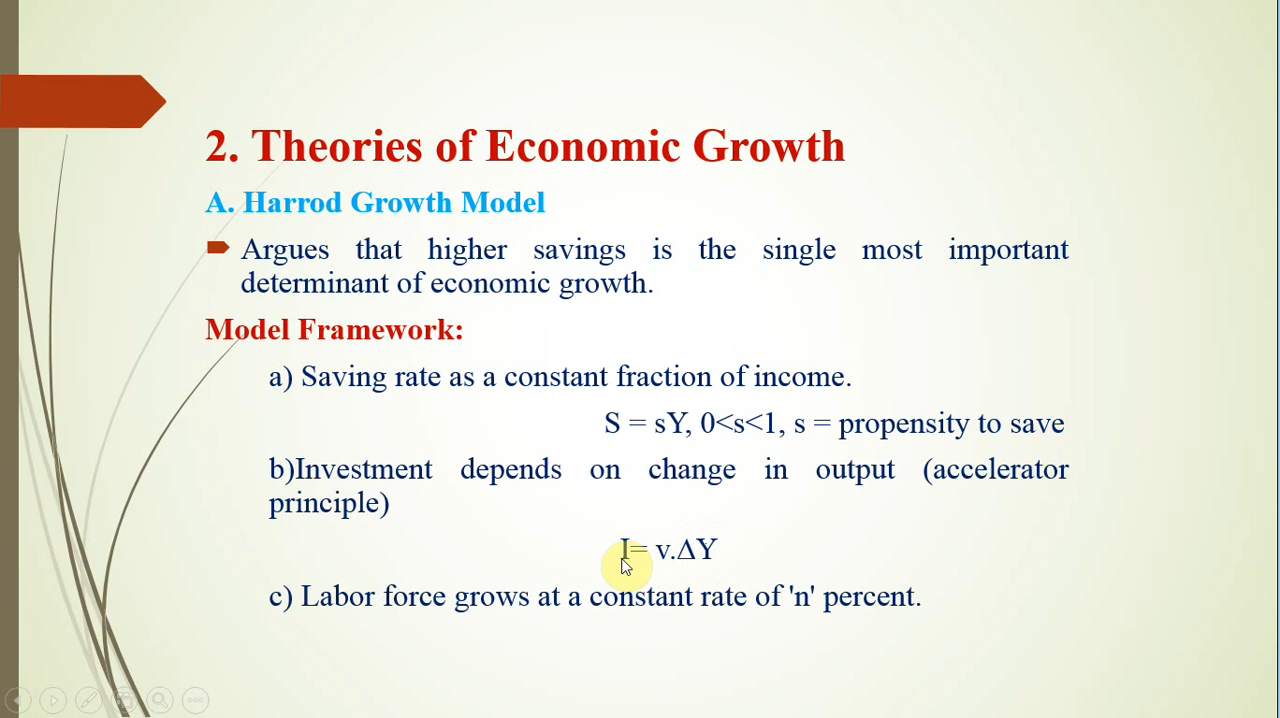 2. Theories of Economic Growth
A. Harrod Growth Model
Argues that higher savings is the single most important
determinant of economic growth.
Model Framework:
a) Saving rate as a constant fraction of income.
S = sY, 0<s<1, s = propensity to save
b)Investment depends on change in output (accelerator
principle)
I= v.ΔY
c) Labor force grows at a constant rate of 'n' percent.